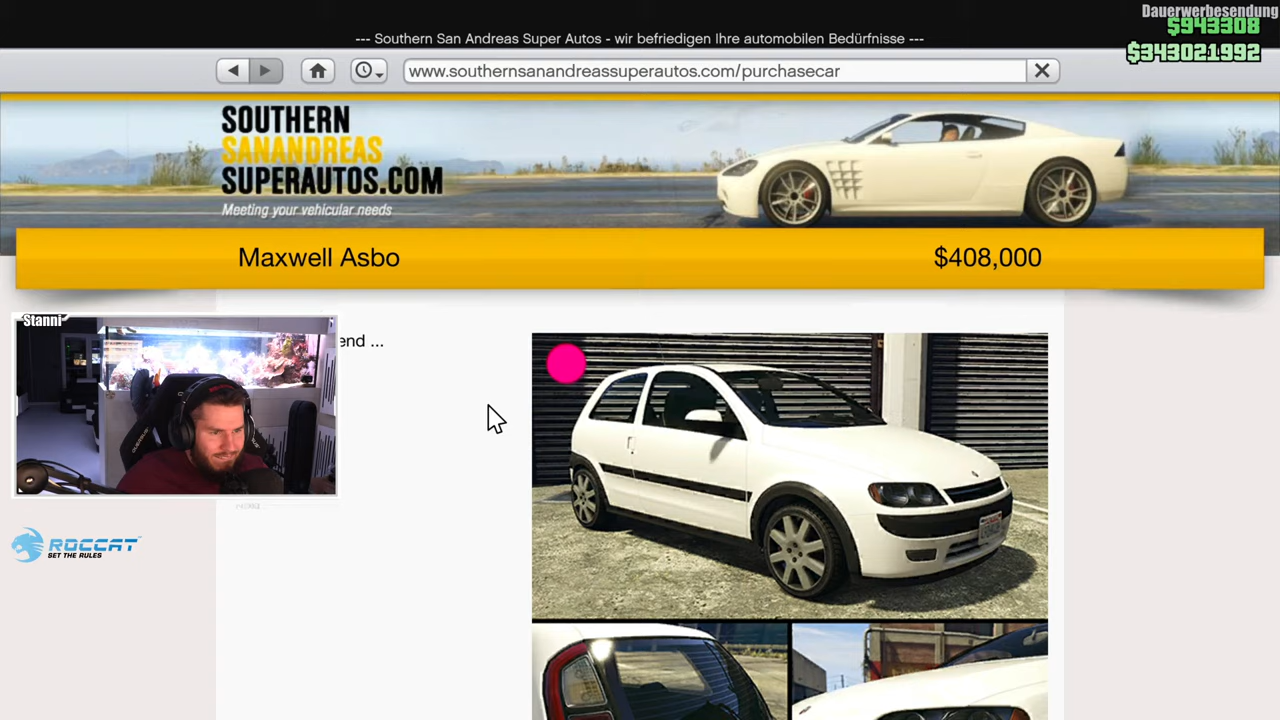 Dauerwerbesendung
$943308
$343021992
--- Southern San Andreas Super Autos - wir befriedigen Ihre automobilen Bedürfnisse ---
www.southernsanandreassuperautos.com/purchasecar
SOUTHERN
SANANDREAS
SUPERAUTOS.COM
Meeting your vehicular needs
Maxwell Asbo
$408,000
Stanni
end ...
ROCCAT
SET THE RULES